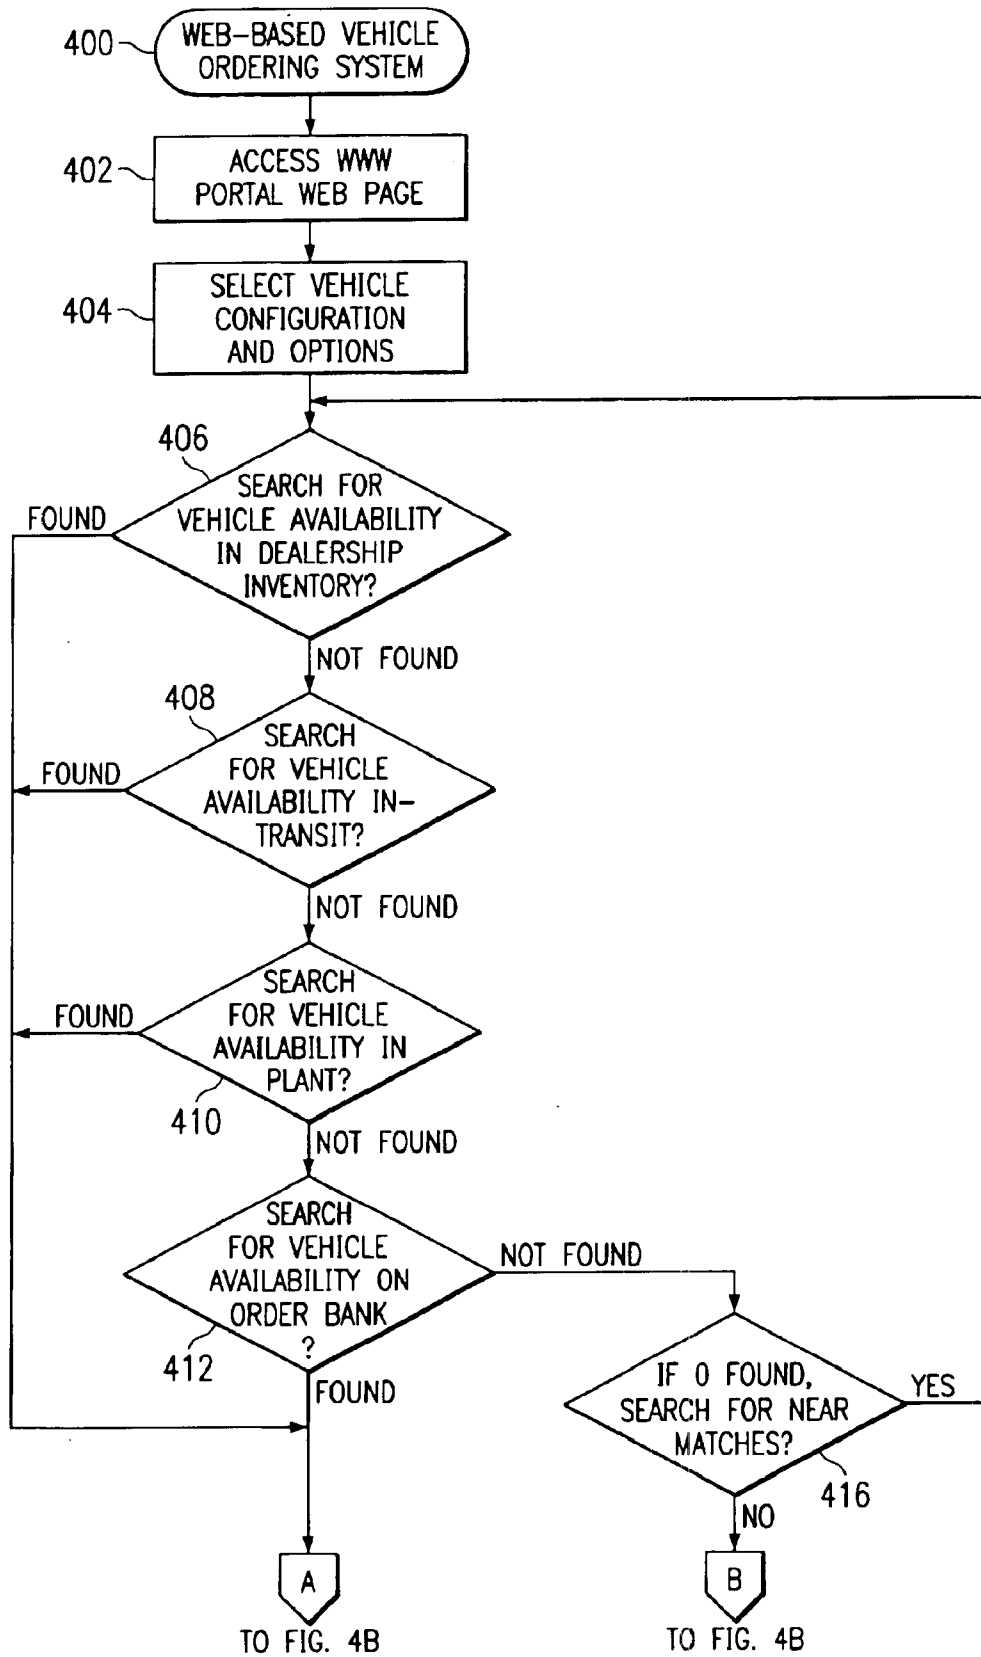 400
WEB-BASED VEHICLE
ORDERING SYSTEM
402
ACCESS WWW
PORTAL WEB PAGE
404
SELECT VEHICLE
CONFIGURATION
AND OPTIONS
406
SEARCH FOR
VEHICLE AVAILABILITY
IN DEALERSHIP
INVENTORY?
FOUND
NOT FOUND
408
SEARCH
FOR VEHICLE
AVAILABILITY IN-
TRANSIT?
FOUND
NOT FOUND
SEARCH
FOR VEHICLE
AVAILABILITY IN
PLANT?
FOUND
410
NOT FOUND
SEARCH
FOR VEHICLE
AVAILABILITY ON
ORDER BANK
?
412
NOT FOUND
FOUND
IF 0 FOUND,
SEARCH FOR NEAR
MATCHES?
YES
416
NO
A
TO FIG. 4B
B
TO FIG. 4B